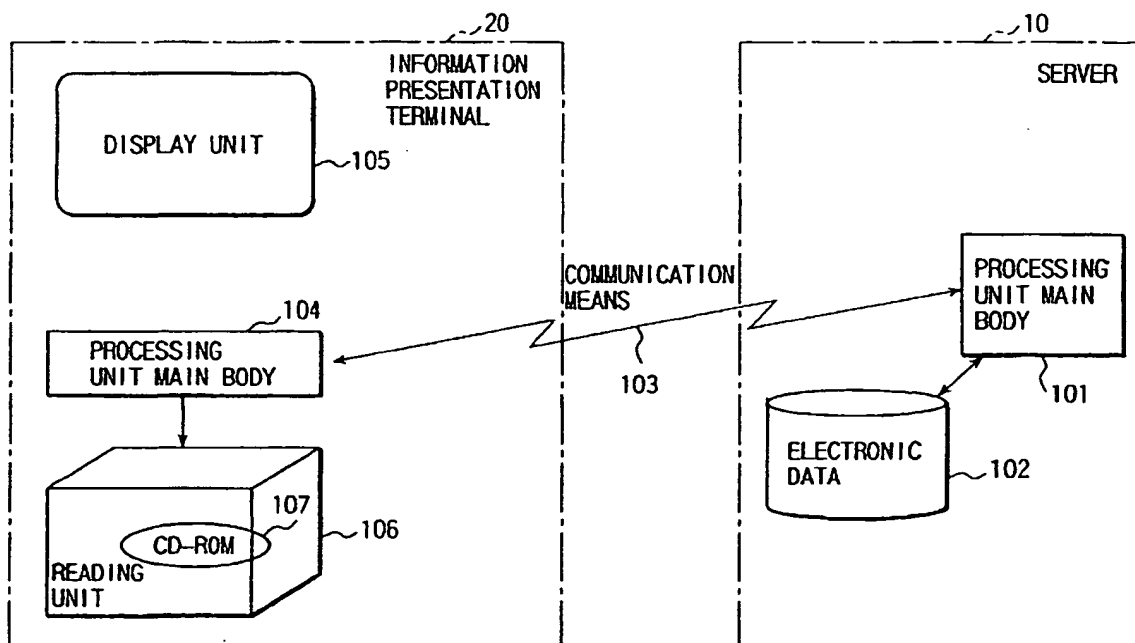 20
INFORMATION
PRESENTATION
TERMINAL
DISPLAY UNIT
105
104
PROCESSING
UNIT MAIN BODY
107
106
CD-ROM
READING
UNIT
COMMUNICATION
MEANS
103
10
SERVER
PROCESSING
UNIT MAIN
BODY
101
ELECTRONIC
DATA
102